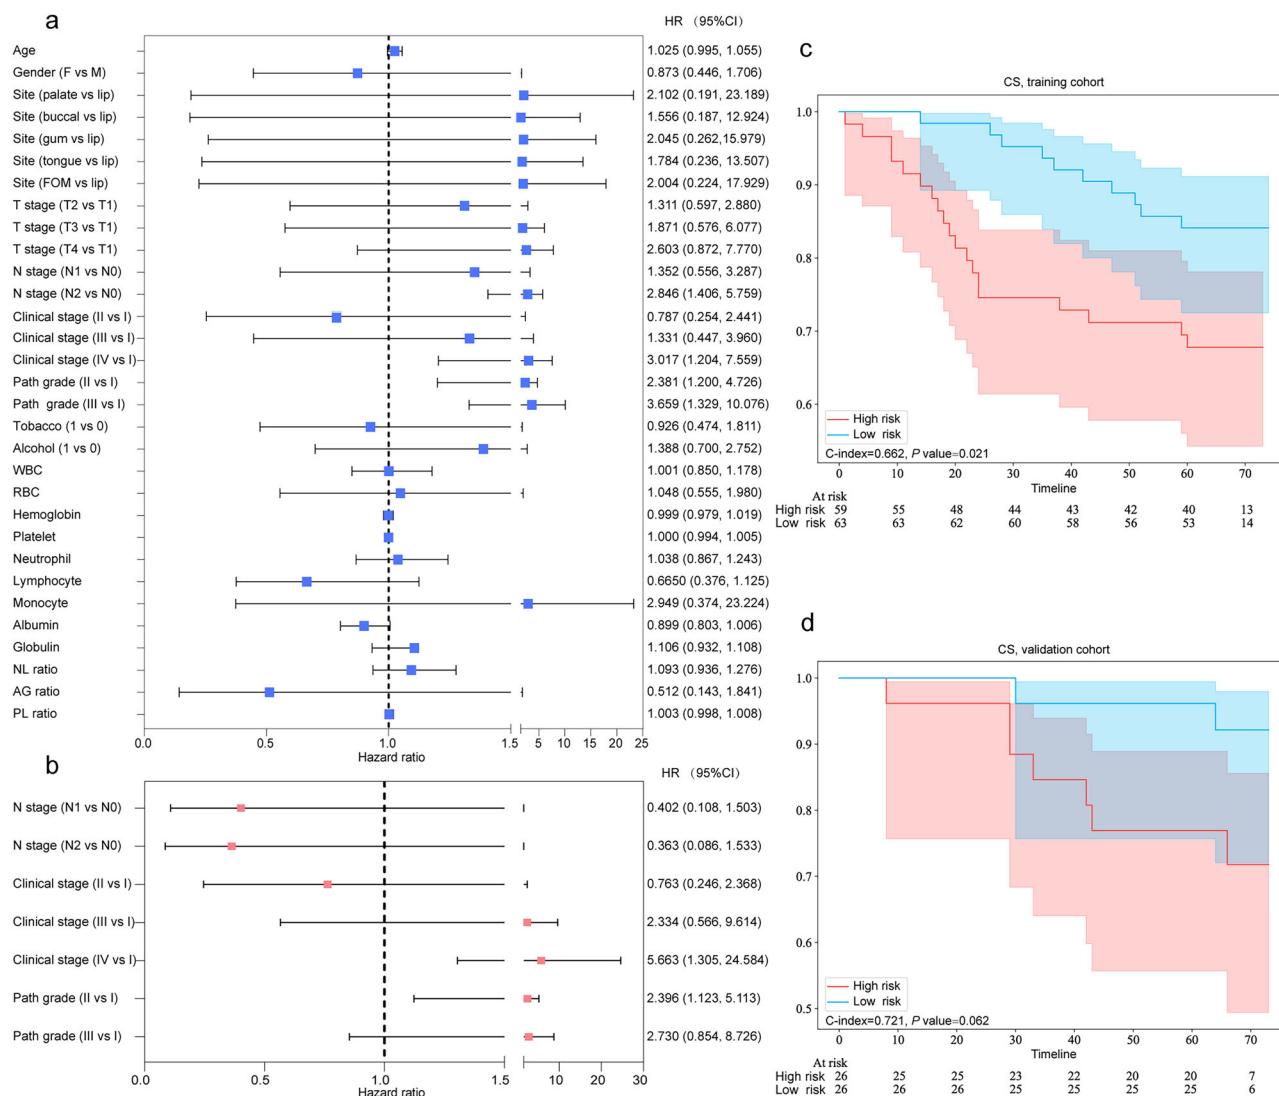 a
HR （95%CI）
Age 1.025 (0.995, 1.055)
Gender (F vs M) 0.873 (0.446, 1.706)
Site (palate vs lip) 2.102 (0.191, 23.189)
Site (buccal vs lip) 1.556 (0.187, 12.924)
Site (gum vs lip) 2.045 (0.262,15.979)
Site (tongue vs lip) 1.784 (0.236, 13.507)
Site (FOM vs lip) 2.004 (0.224, 17.929)
T stage (T2 vs T1) 1.311 (0.597, 2.880)
T stage (T3 vs T1) 1.871 (0.576, 6.077)
T stage (T4 vs T1) 2.603 (0.872, 7.770)
N stage (N1 vs N0) 1.352 (0.556, 3.287)
N stage (N2 vs N0) 2.846 (1.406, 5.759)
Clinical stage (II vs I) 0.787 (0.254, 2.441)
Clinical stage (III vs I) 1.331 (0.447, 3.960)
Clinical stage (IV vs I) 3.017 (1.204, 7.559)
Path grade (II vs I) 2.381 (1.200, 4.726)
Path grade (III vs I) 3.659 (1.329, 10.076)
Tobacco (1 vs 0) 0.926 (0.474, 1.811)
Alcohol (1 vs 0) 1.388 (0.700, 2.752)
WBC 1.001 (0.850, 1.178)
RBC 1.048 (0.555, 1.980)
Hemoglobin 0.999 (0.979, 1.019)
Platelet 1.000 (0.994, 1.005)
Neutrophil 1.038 (0.867, 1.243)
Lymphocyte 0.6650 (0.376, 1.125)
Monocyte 2.949 (0.374, 23.224)
Albumin 0.899 (0.803, 1.006)
Globulin 1.106 (0.932, 1.108)
NL ratio 1.093 (0.936, 1.276)
AG ratio 0.512 (0.143, 1.841)
PL ratio 1.003 (0.998, 1.008)
0.0 0.5 1.0 1.5 5 10 15 20 25
Hazard ratio
b
HR （95%CI）
N stage (N1 vs N0) 0.402 (0.108, 1.503)
N stage (N2 vs N0) 0.363 (0.086, 1.533)
Clinical stage (II vs I) 0.763 (0.246, 2.368)
Clinical stage (III vs I) 2.334 (0.566, 9.614)
Clinical stage (IV vs I) 5.663 (1.305, 24.584)
Path grade (II vs I) 2.396 (1.123, 5.113)
Path grade (III vs I) 2.730 (0.854, 8.726)
0.0 0.5 1.0 1.5 10 20 30
Hazard ratio
c
CS, training cohort
1.0
0.9
0.8
0.7
0.6
High risk
Low risk
C-index=0.662, P value=0.021
0 10 20 30 40 50 60 70
Timeline
At risk
High risk 59 55 48 44 43 42 40 13
Low risk 63 63 62 60 58 56 53 14
d
CS, validation cohort
1.0
0.9
0.8
0.7
0.6
0.5
High risk
Low risk
C-index=0.721, P value=0.062
0 10 20 30 40 50 60 70
Timeline
At risk
High risk 26 25 25 23 22 20 20 7
Low risk 26 26 26 25 25 25 25 6